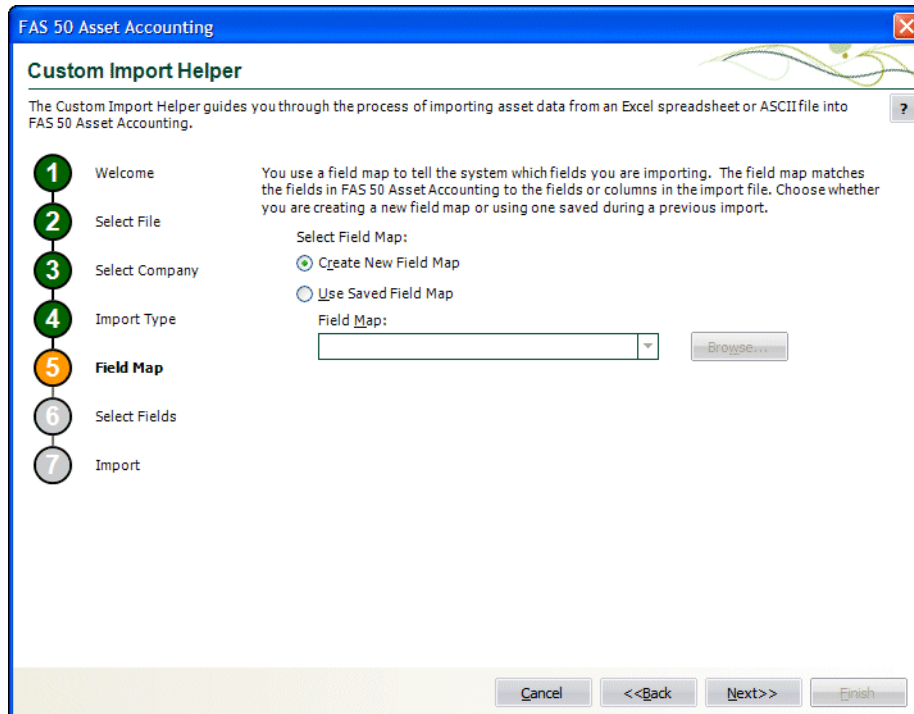 FAS 50 Asset Accounting
Custom Import Helper
The Custom Import Helper guides you through the process of importing asset data from an Excel spreadsheet or ASCII file into
FAS 50 Asset Accounting.
?
1 Welcome
2 Select File
3 Select Company
4 Import Type
5 Field Map
6 Select Fields
7 Import
You use a field map to tell the system which fields you are importing. The field map matches
the fields in FAS 50 Asset Accounting to the fields or columns in the import file. Choose whether
you are creating a new field map or using one saved during a previous import.
Select Field Map:
Create New Field Map
Use Saved Field Map
Field Map:
Browse...
Cancel <<Back Next>> Finish